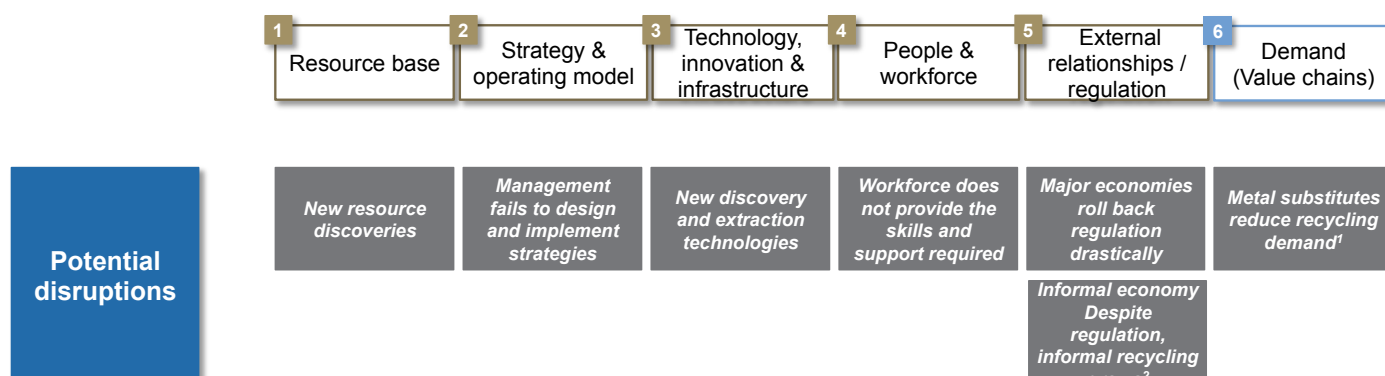 1
Resource base
2
Strategy &
operating model
3
Technology,
innovation &
infrastructure
4
People &
workforce
5
External
relationships /
regulation
6
Demand
(Value chains)
Potential
disruptions
New resource
discoveries
Management
fails to design
and implement
strategies
New discovery
and extraction
technologies
Workforce does
not provide the
skills and
support required
Major economies
roll back
regulation
drastically
Metal substitutes
reduce recycling
demand¹
Informal economy
Despite
regulation,
informal recycling